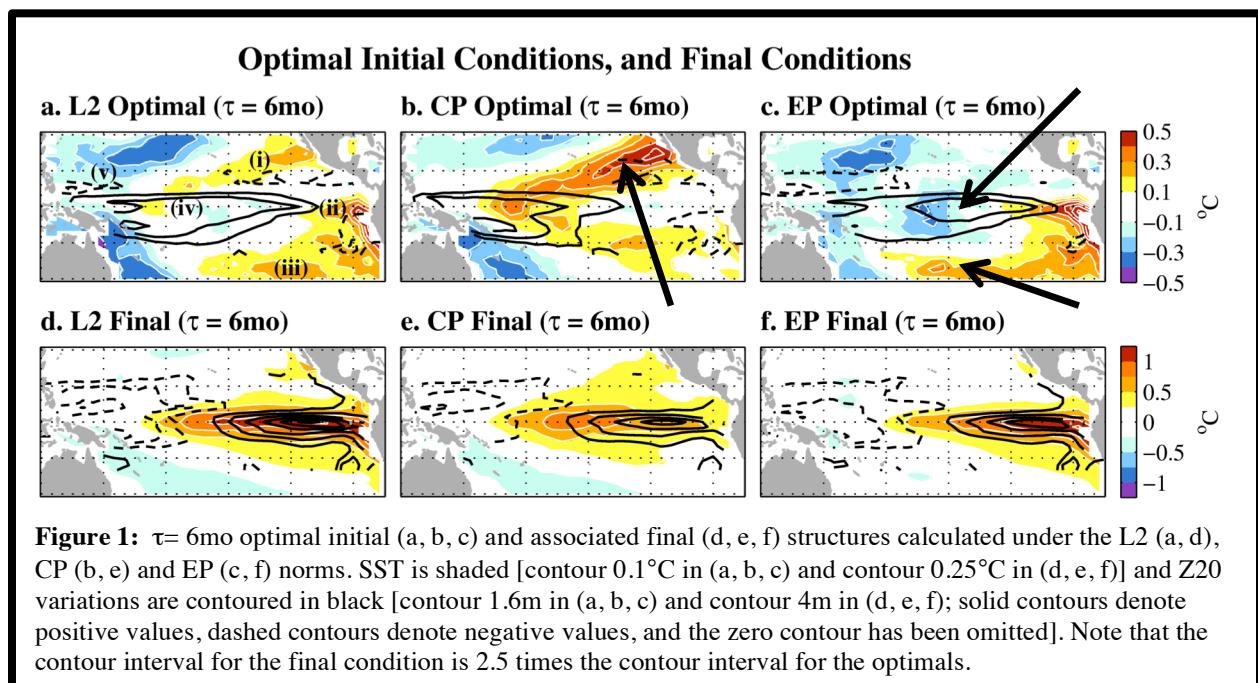 Optimal Initial Conditions, and Final Conditions
a. L2 Optimal (τ = 6mo)
b. CP Optimal (τ = 6mo)
c. EP Optimal (τ = 6mo)
(i)
(v)
(iv)
(ii)
(iii)
0.5
0.3
0.1
−0.1
−0.3
−0.5
°C
d. L2 Final (τ = 6mo)
e. CP Final (τ = 6mo)
f. EP Final (τ = 6mo)
1
0.5
0
−0.5
−1
°C
Figure 1: τ= 6mo optimal initial (a, b, c) and associated final (d, e, f) structures calculated under the L2 (a, d),
CP (b, e) and EP (c, f) norms. SST is shaded [contour 0.1°C in (a, b, c) and contour 0.25°C in (d, e, f)] and Z20
variations are contoured in black [contour 1.6m in (a, b, c) and contour 4m in (d, e, f); solid contours denote
positive values, dashed contours denote negative values, and the zero contour has been omitted]. Note that the
contour interval for the final condition is 2.5 times the contour interval for the optimals.